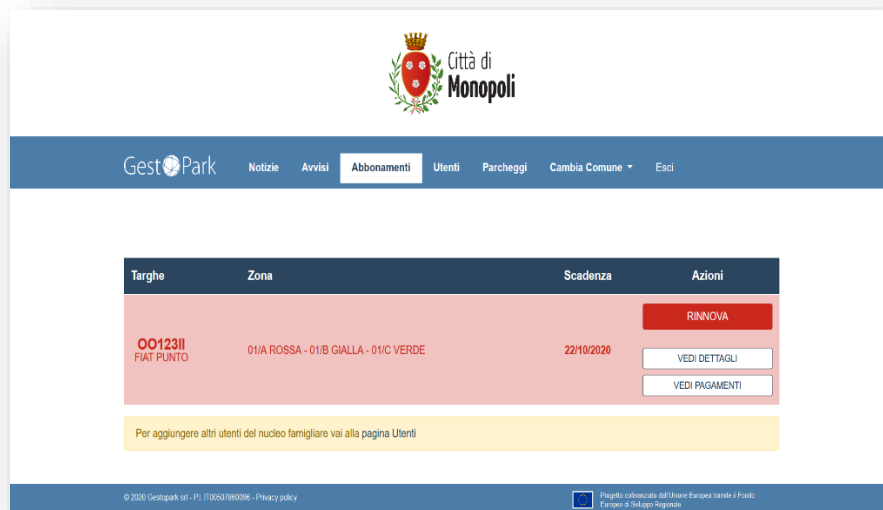 Città di
Monopoli
GestoPark
Notizie Avvisi Abbonamenti Utenti Parcheggi Cambia Comune Esci
Targhe Zona Scadenza Azioni
RINNOVA
OO123II
FIAT PUNTO
01/A ROSSA - 01/B GIALLA - 01/C VERDE
22/10/2020
VEDI DETTAGLI
VEDI PAGAMENTI
Per aggiungere altri utenti del nucleo famigliare vai alla pagina Utenti
© 2020 Gestopark srl - P.I. IT00507860096 - Privacy policy
Progetto cofinanziato dall'Unione Europea tramite il Fondo
Europeo di Sviluppo Regionale